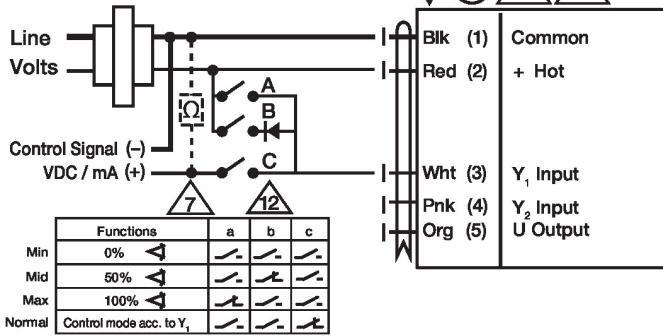 Line
Volts
Blk (1) Common
Red (2) + Hot
A
Ω
B
Control Signal (–)
VDC / mA (+)
C
Wht (3) Y1 Input
7
12
Pnk (4) Y2 Input
Org (5) U Output
Functions a b c
Min 0%
Mid 50%
Max 100%
Normal Control mode acc. to Y1